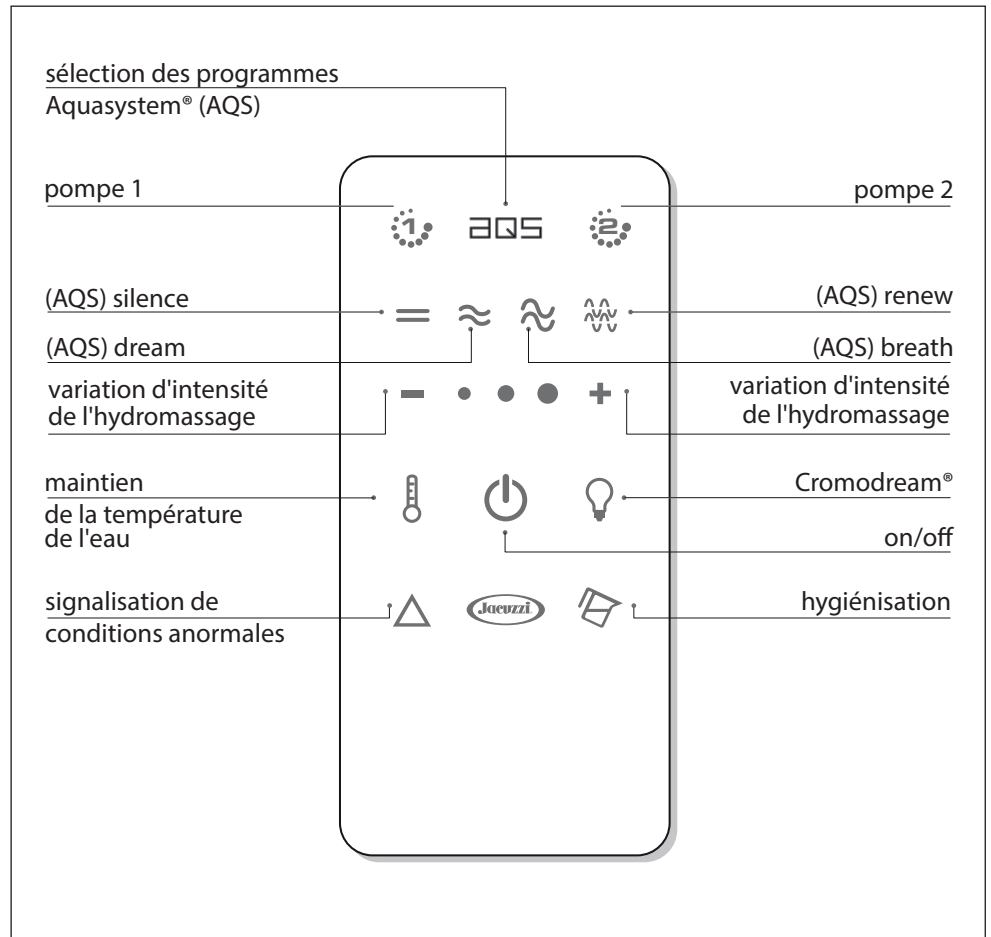 sélection des programmes
Aquasystem® (AQS)
pompe 1
pompe 2
1
aqs
2
(AQS) silence
(AQS) renew
(AQS) dream
(AQS) breath
variation d'intensité
de l'hydromassage
variation d'intensité
de l'hydromassage
maintien
de la température
de l'eau
Cromodream®
on/off
signalisation de
conditions anormales
Jacuzzi
hygiénisation